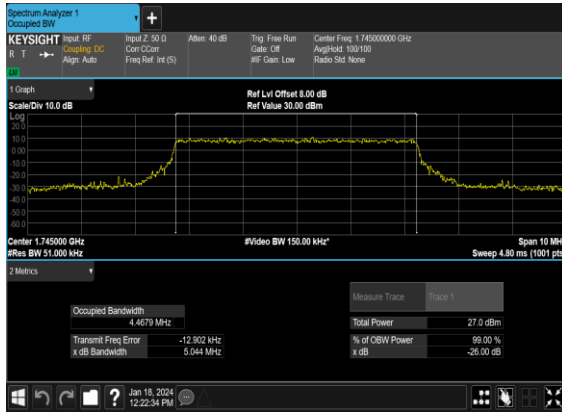 Spectrum Analyzer 1
Occupied BW
+
KEYSIGHT Input: RF Input Z: 50 Ω Atten: 40 dB Trig: Free Run Center Freq: 1.745000000 GHz
R T Coupling: DC Corr CCorr Gate: Off Avg|Hold: 100/100
Align: Auto Freq Ref: Int (S) #IF Gain: Low Radio Std: None
LW
1 Graph
Ref Lvl Offset 8.00 dB
Scale/Div 10.0 dB Ref Value 30.00 dBm
Log
20.0
10.0
0.00
-10.0
-20.0
-30.0
-40.0
-50.0
-60.0
Center 1.745000 GHz #Video BW 150.00 kHz* Span 10 MH
#Res BW 51.000 kHz Sweep 4.80 ms (1001 pts
2 Metrics
Measure Trace Trace 1
Occupied Bandwidth
4.4679 MHz Total Power 27.0 dBm
Transmit Freq Error -12.902 kHz % of OBW Power 99.00 %
x dB Bandwidth 5.044 MHz x dB -26.00 dB
? Jan 18, 2024
12:22:34 PM